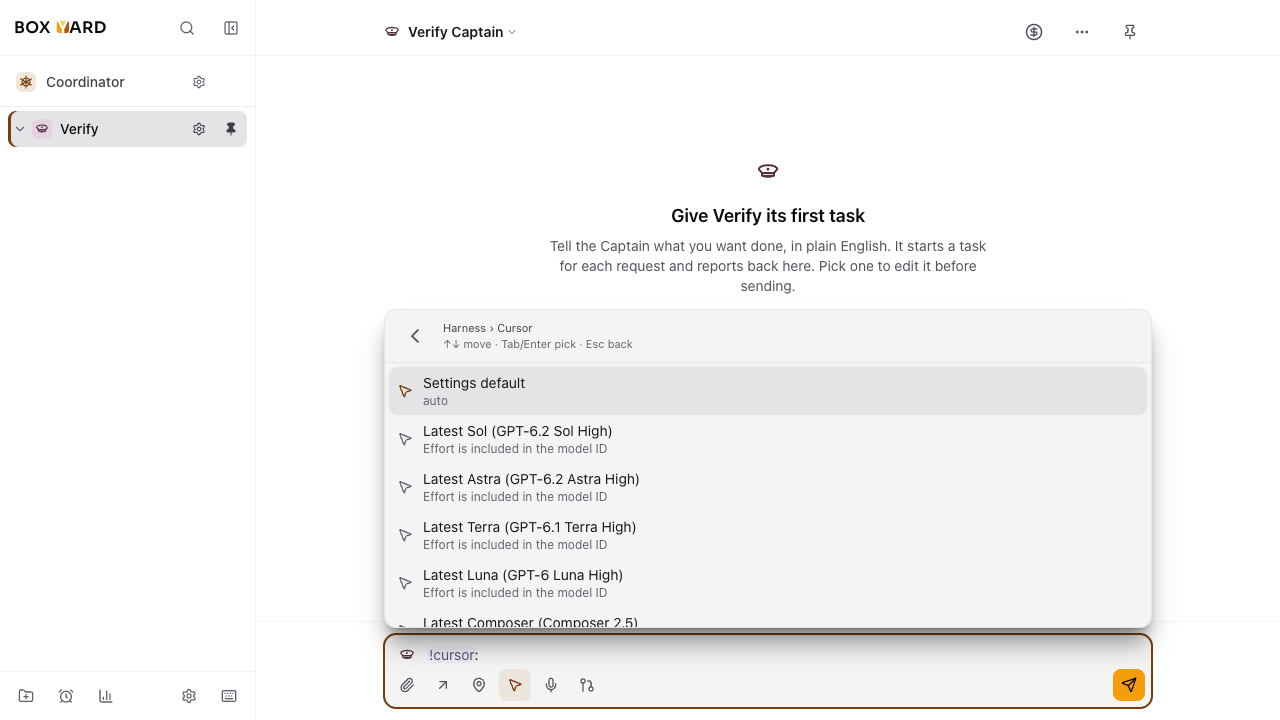 BOX YARD
Coordinator
Verify
Verify Captain
Give Verify its first task
Tell the Captain what you want done, in plain English. It starts a task
for each request and reports back here. Pick one to edit it before
sending.
Harness › Cursor
↑↓ move · Tab/Enter pick · Esc back
Settings default
auto
Latest Sol (GPT-6.2 Sol High)
Effort is included in the model ID
Latest Astra (GPT-6.2 Astra High)
Effort is included in the model ID
Latest Terra (GPT-6.1 Terra High)
Effort is included in the model ID
Latest Luna (GPT-6 Luna High)
Effort is included in the model ID
Latest Composer (Composer 2.5)
!cursor: